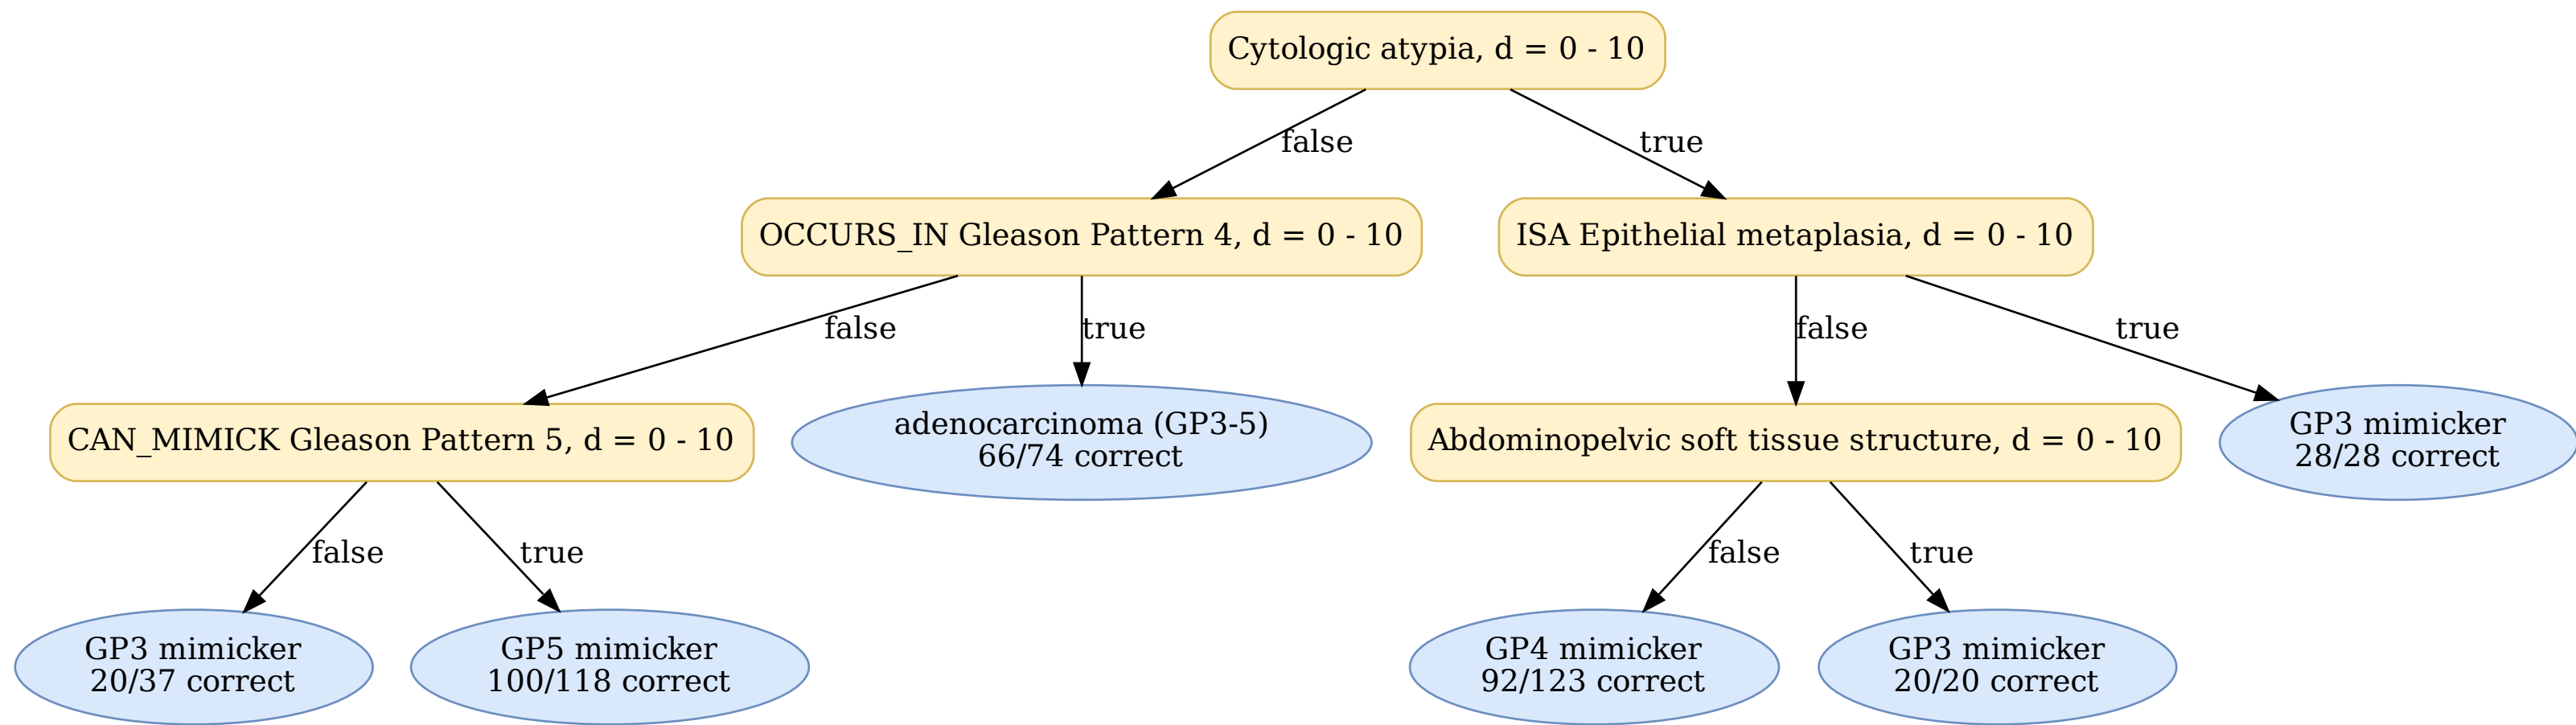 Cytologic atypia, d = 0 - 10
false
true
OCCURS_IN Gleason Pattern 4, d = 0 - 10
ISA Epithelial metaplasia, d = 0 - 10
false
true
false
true
CAN_MIMICK Gleason Pattern 5, d = 0 - 10
adenocarcinoma (GP3-5)
66/74 correct
Abdominopelvic soft tissue structure, d = 0 - 10
GP3 mimicker
28/28 correct
false
true
false
true
GP3 mimicker
20/37 correct
GP5 mimicker
100/118 correct
GP4 mimicker
92/123 correct
GP3 mimicker
20/20 correct